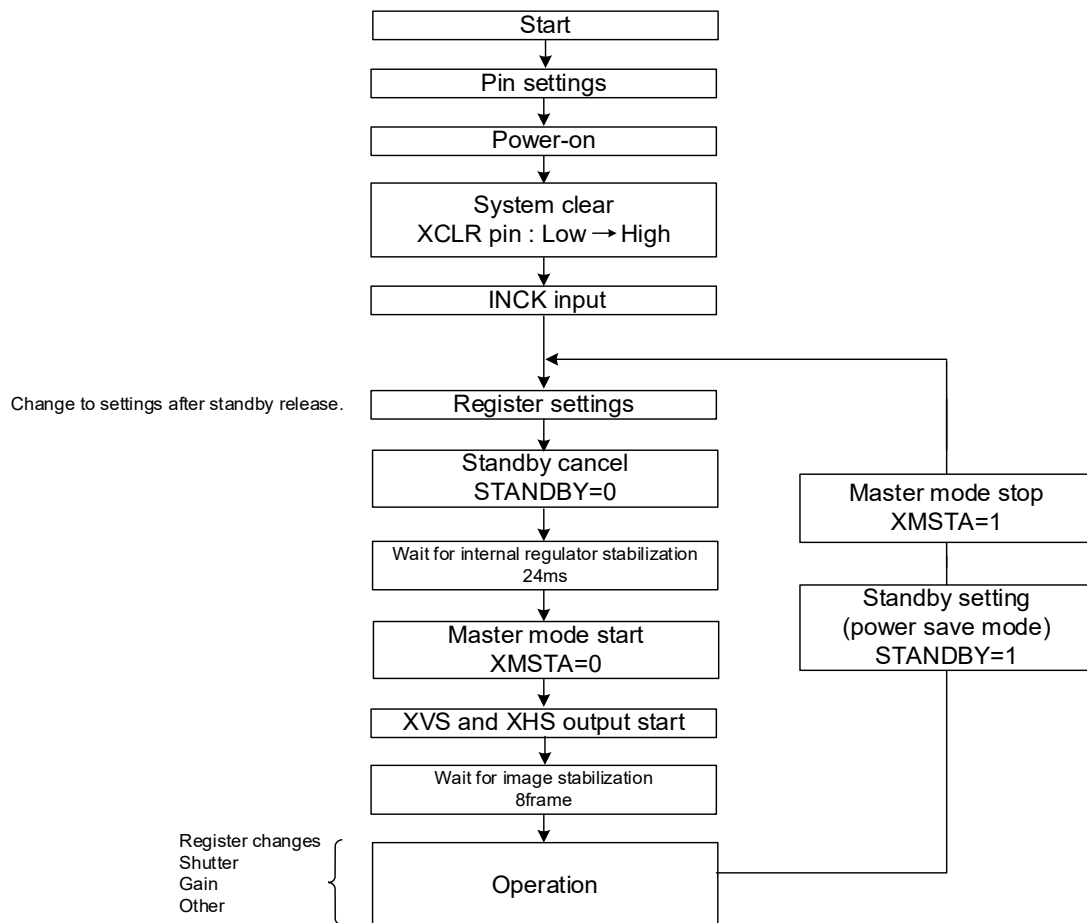 Start
Pin settings
Power-on
System clear
XCLR pin : Low → High
INCK input
Change to settings after standby release.
Register settings
Standby cancel
STANDBY=0
Wait for internal regulator stabilization
24ms
Master mode start
XMSTA=0
XVS and XHS output start
Wait for image stabilization
8frame
Register changes
Shutter
Gain
Other
Operation
Master mode stop
XMSTA=1
Standby setting
(power save mode)
STANDBY=1